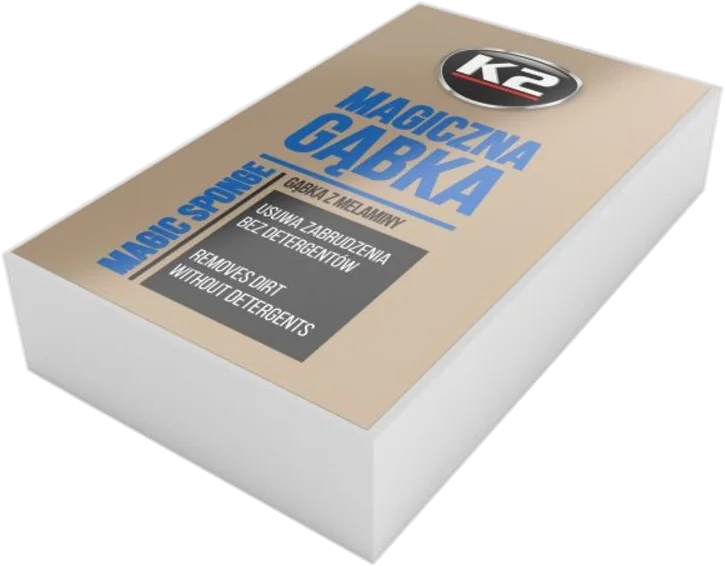 K2
MAGICZNA
GĄBKA
GĄBKA Z MELAMINY
MAGIC SPONGE
USUWA ZABRUDZENIA
BEZ DETERGENTÓW
REMOVES DIRT
WITHOUT DETERGENTS